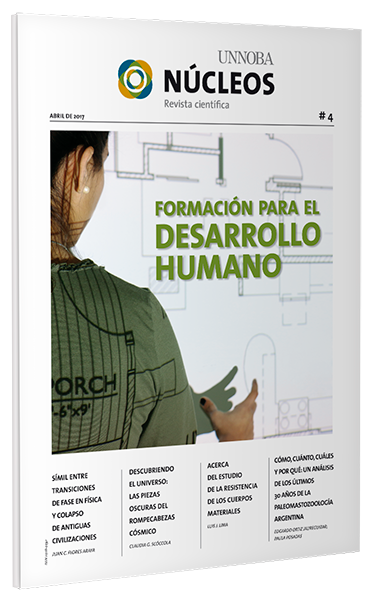 UNNOBA
NÚCLEOS
Revista científica
ABRIL DE 2017
# 4
FORMACIÓN PARA EL
DESARROLLO
HUMANO
PORCH
-6"x9'
SÍMIL ENTRE
TRANSICIONES
DE FASE EN FÍSICA
Y COLAPSO
DE ANTIGUAS
CIVILIZACIONES
JUAN C. FLORES ARAYA
DESCUBRIENDO
EL UNIVERSO:
LAS PIEZAS
OSCURAS DEL
ROMPECABEZAS
CÓSMICO
CLAUDIA G. SCÓCCOLA
ACERCA
DEL ESTUDIO
DE LA RESISTENCIA
DE LOS CUERPOS
MATERIALES
LUIS J. LIMA
CÓMO, CUÁNTO, CUÁLES
Y POR QUÉ: UN ANÁLISIS
DE LOS ÚLTIMOS
30 AÑOS DE LA
PALEOMASTOZOOLOGÍA
ARGENTINA
EDGARDO ORTIZ JAUREGUIZAR,
PAULA POSADAS